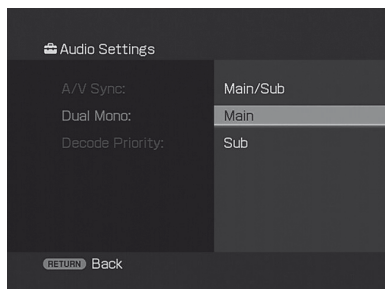 Audio Settings
A/V Sync: Main/Sub
Dual Mono: Main
Decode Priority: Sub
RETURN Back